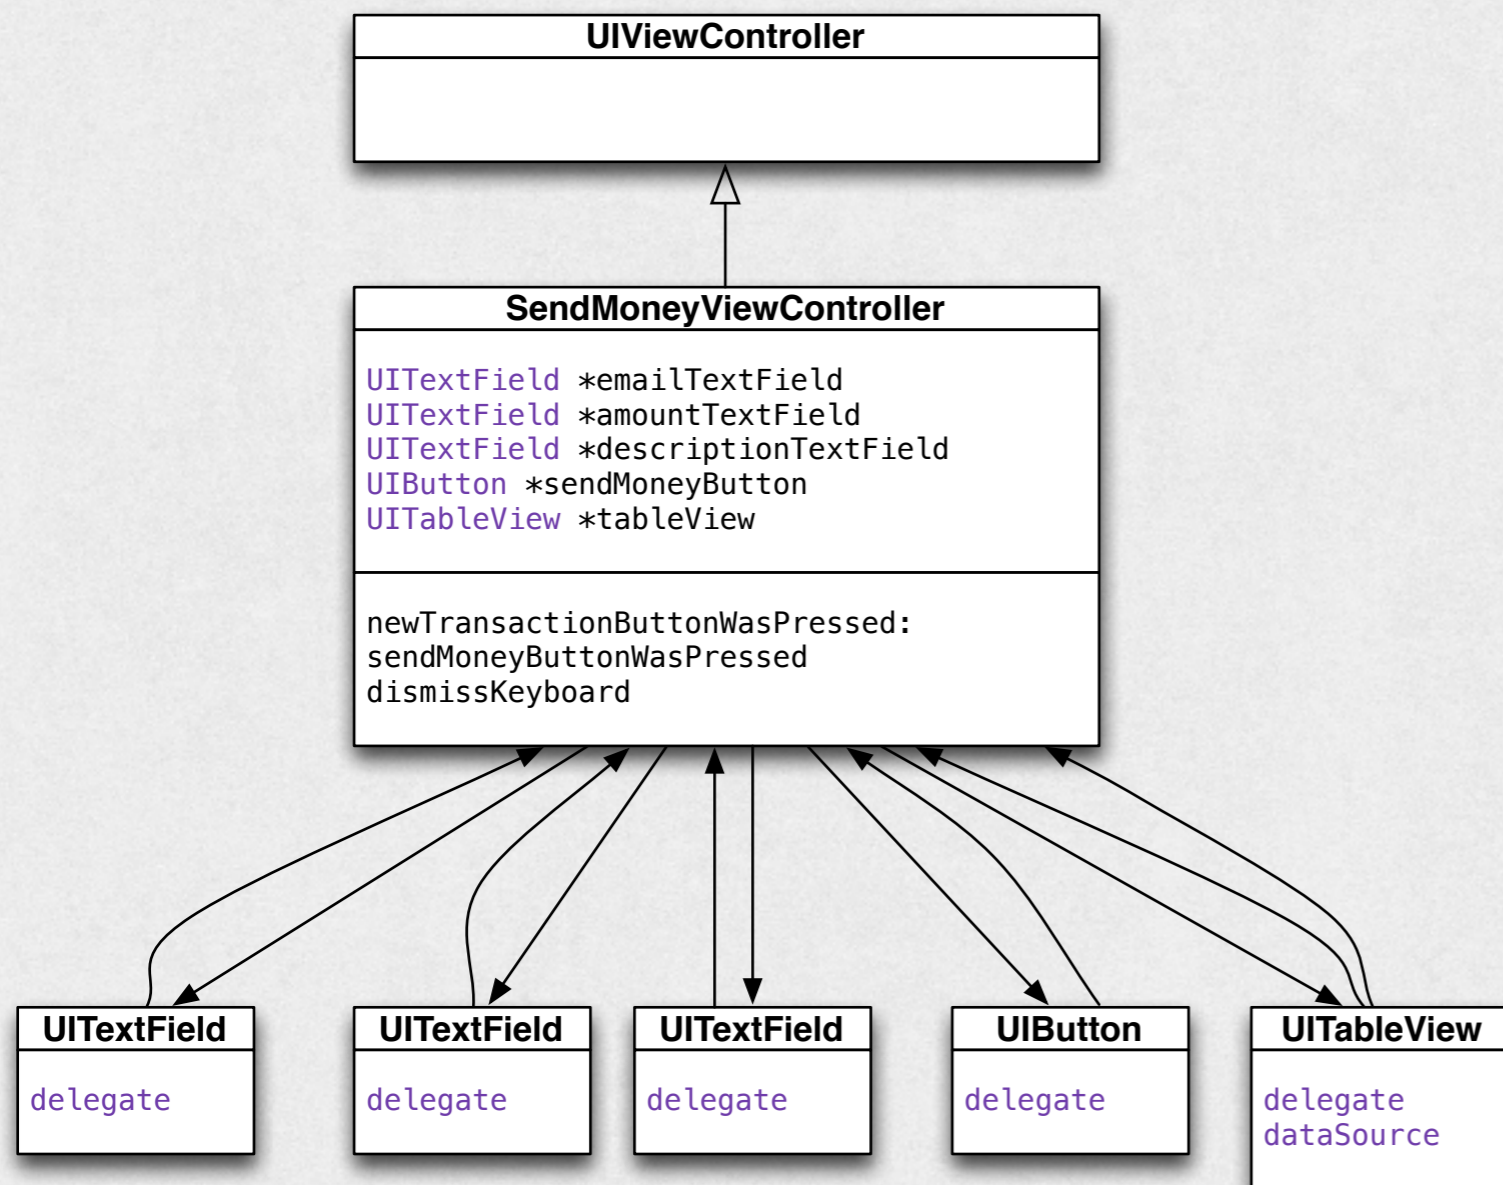 UIViewController
SendMoneyViewController
UITextField *emailTextField
UITextField *amountTextField
UITextField *descriptionTextField
UIButton *sendMoneyButton
UITableView *tableView
newTransactionButtonWasPressed:
sendMoneyButtonWasPressed
dismissKeyboard
UITextField
delegate
UITextField
delegate
UITextField
delegate
UIButton
delegate
UITableView
delegate
dataSource